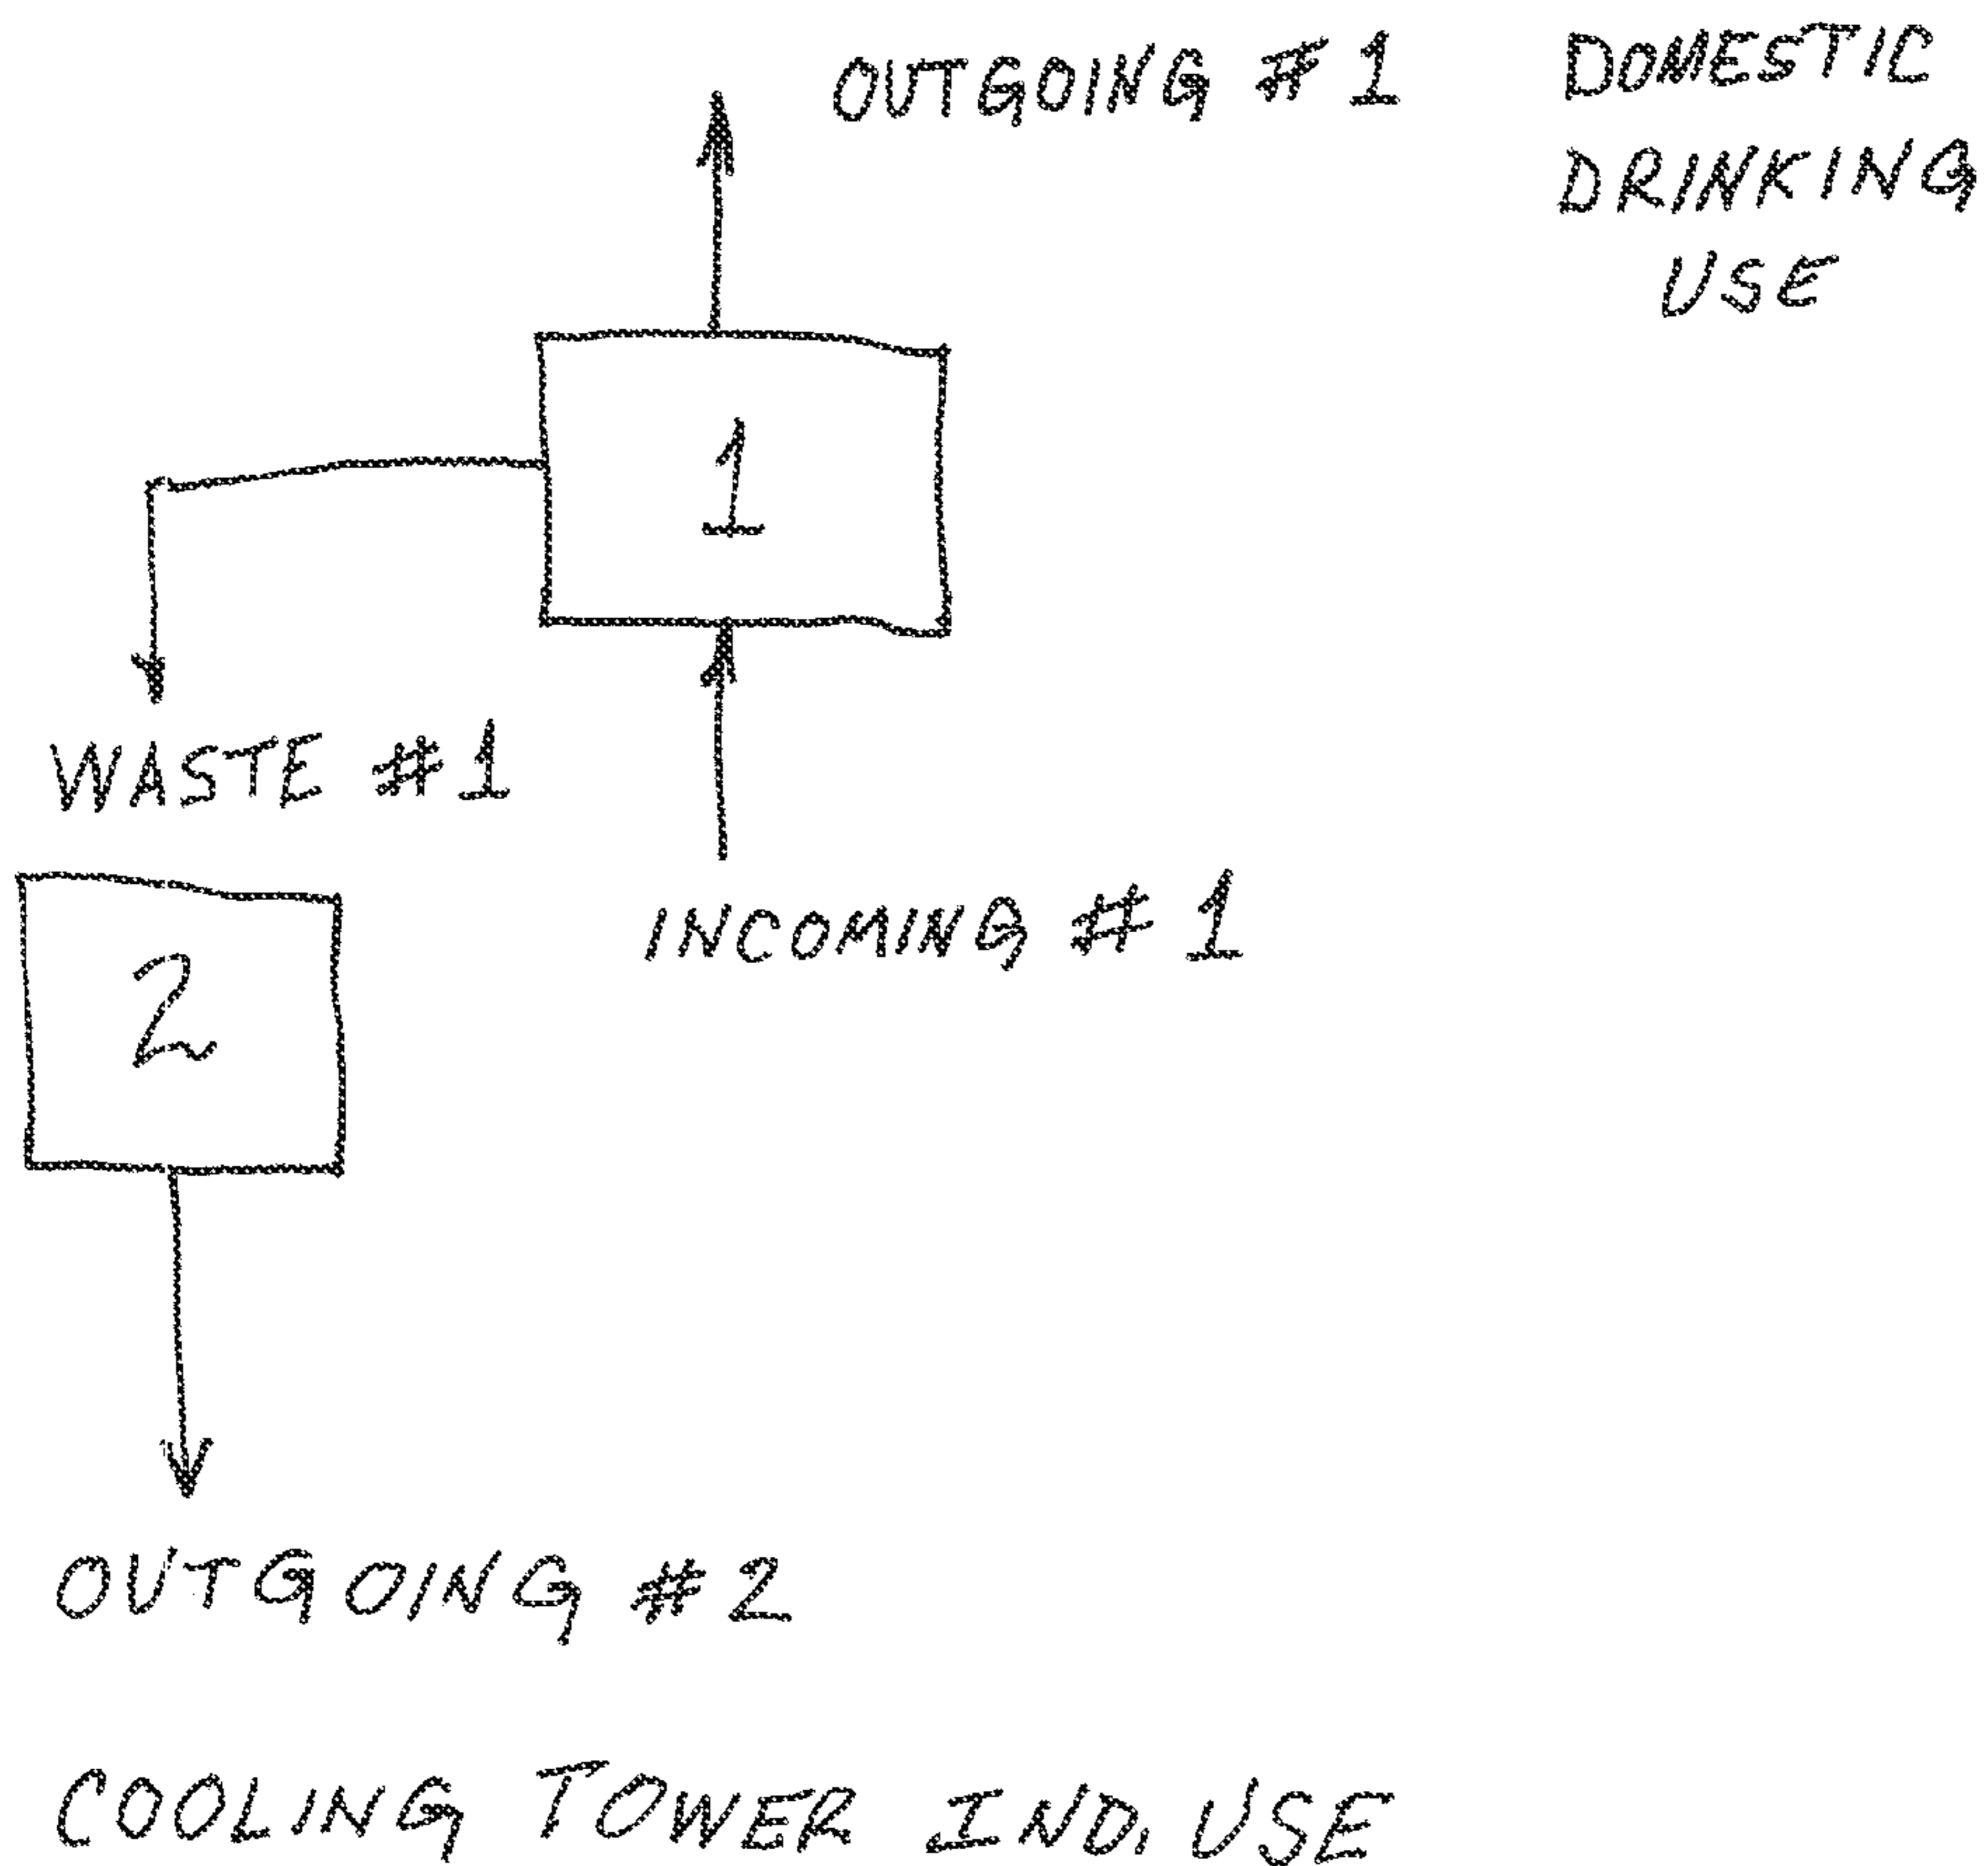 OUTGOING # 1
DOMESTIC
DRINKING
USE
1
WASTE #1
INCOMING # 1
2
OUTGOING #2
COOLING TOWER IND. USE